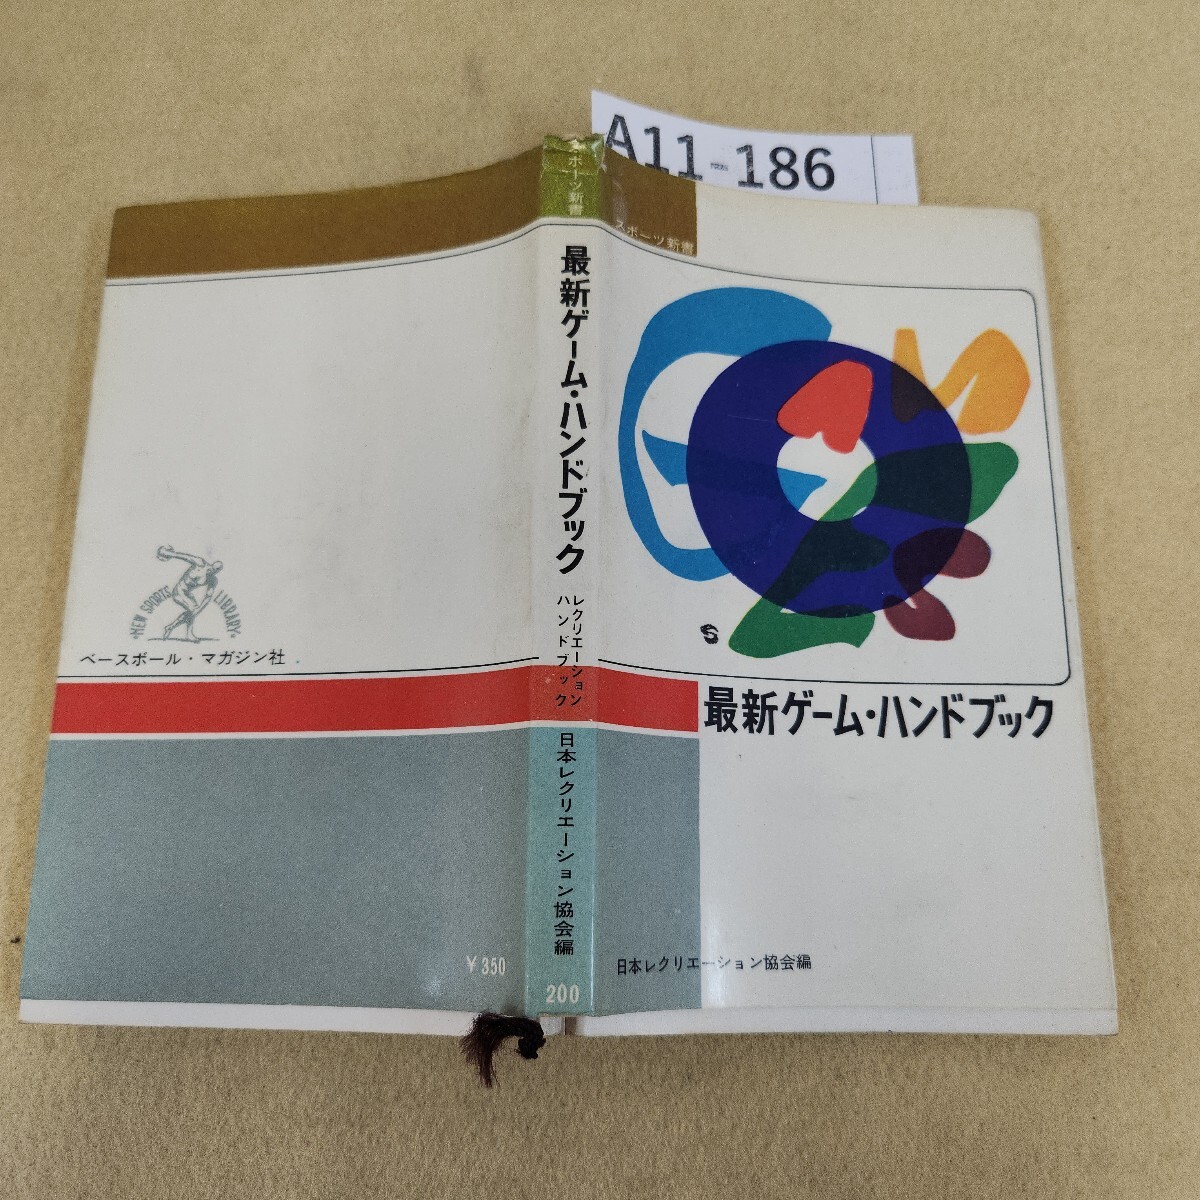 A11-186
スポーツ新書
最新ゲーム・ハンドブック
日本レクリエーション協会編
ポーツ新書
最新ゲーム・ハンドブック
レクリエーション
ハンドブック
日本レクリエーション協会編
200
NEW SPORTS LIBRARY
ベースボール・マガジン社
¥350